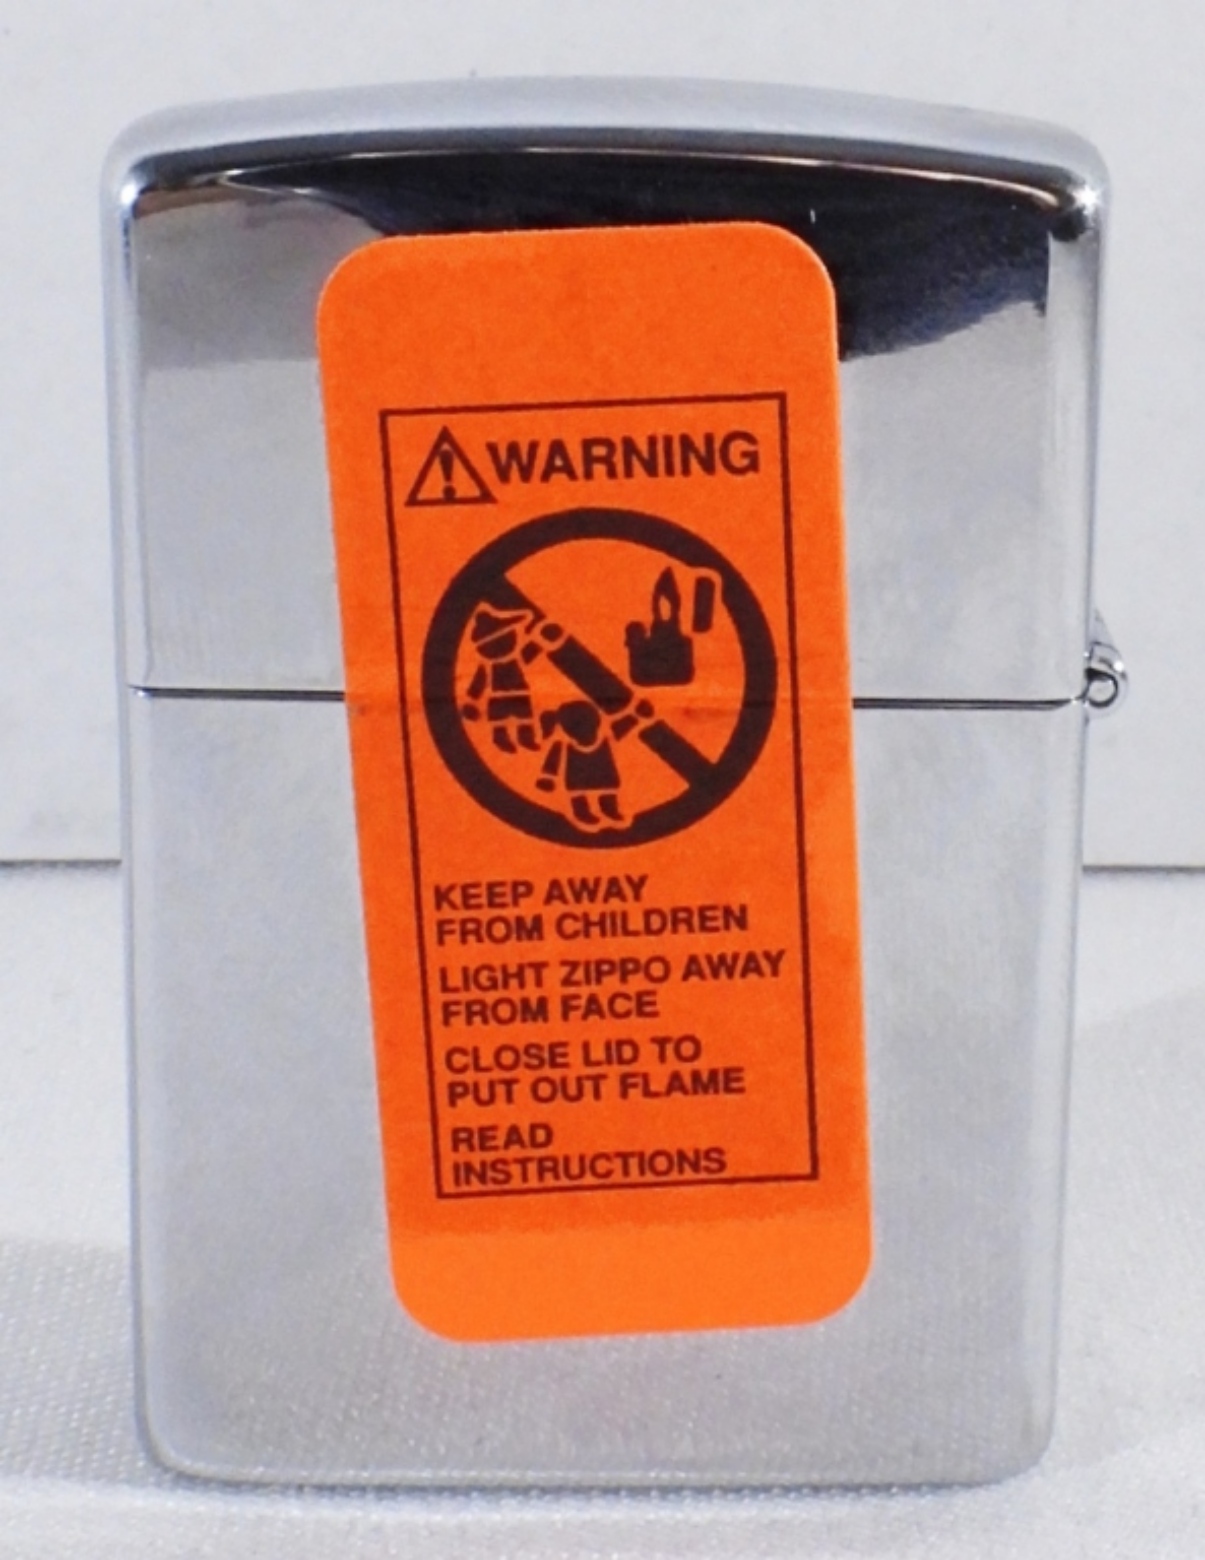 WARNING
KEEP AWAY
FROM CHILDREN
LIGHT ZIPPO AWAY
FROM FACE
CLOSE LID TO
PUT OUT FLAME
READ
INSTRUCTIONS